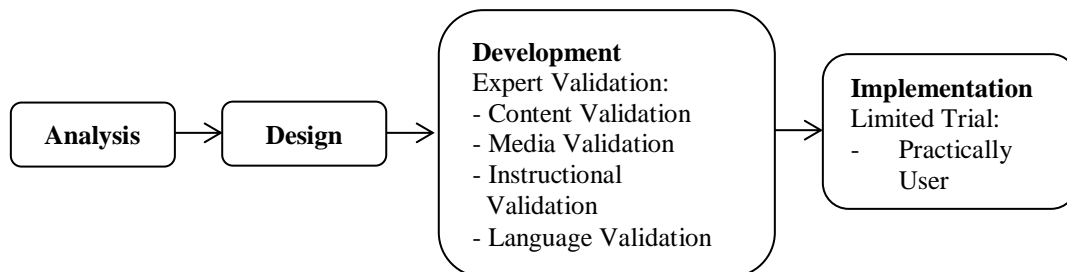 Analysis
Design
Development
Expert Validation:
- Content Validation
- Media Validation
- Instructional
Validation
- Language Validation
Implementation
Limited Trial:
- Practically
User